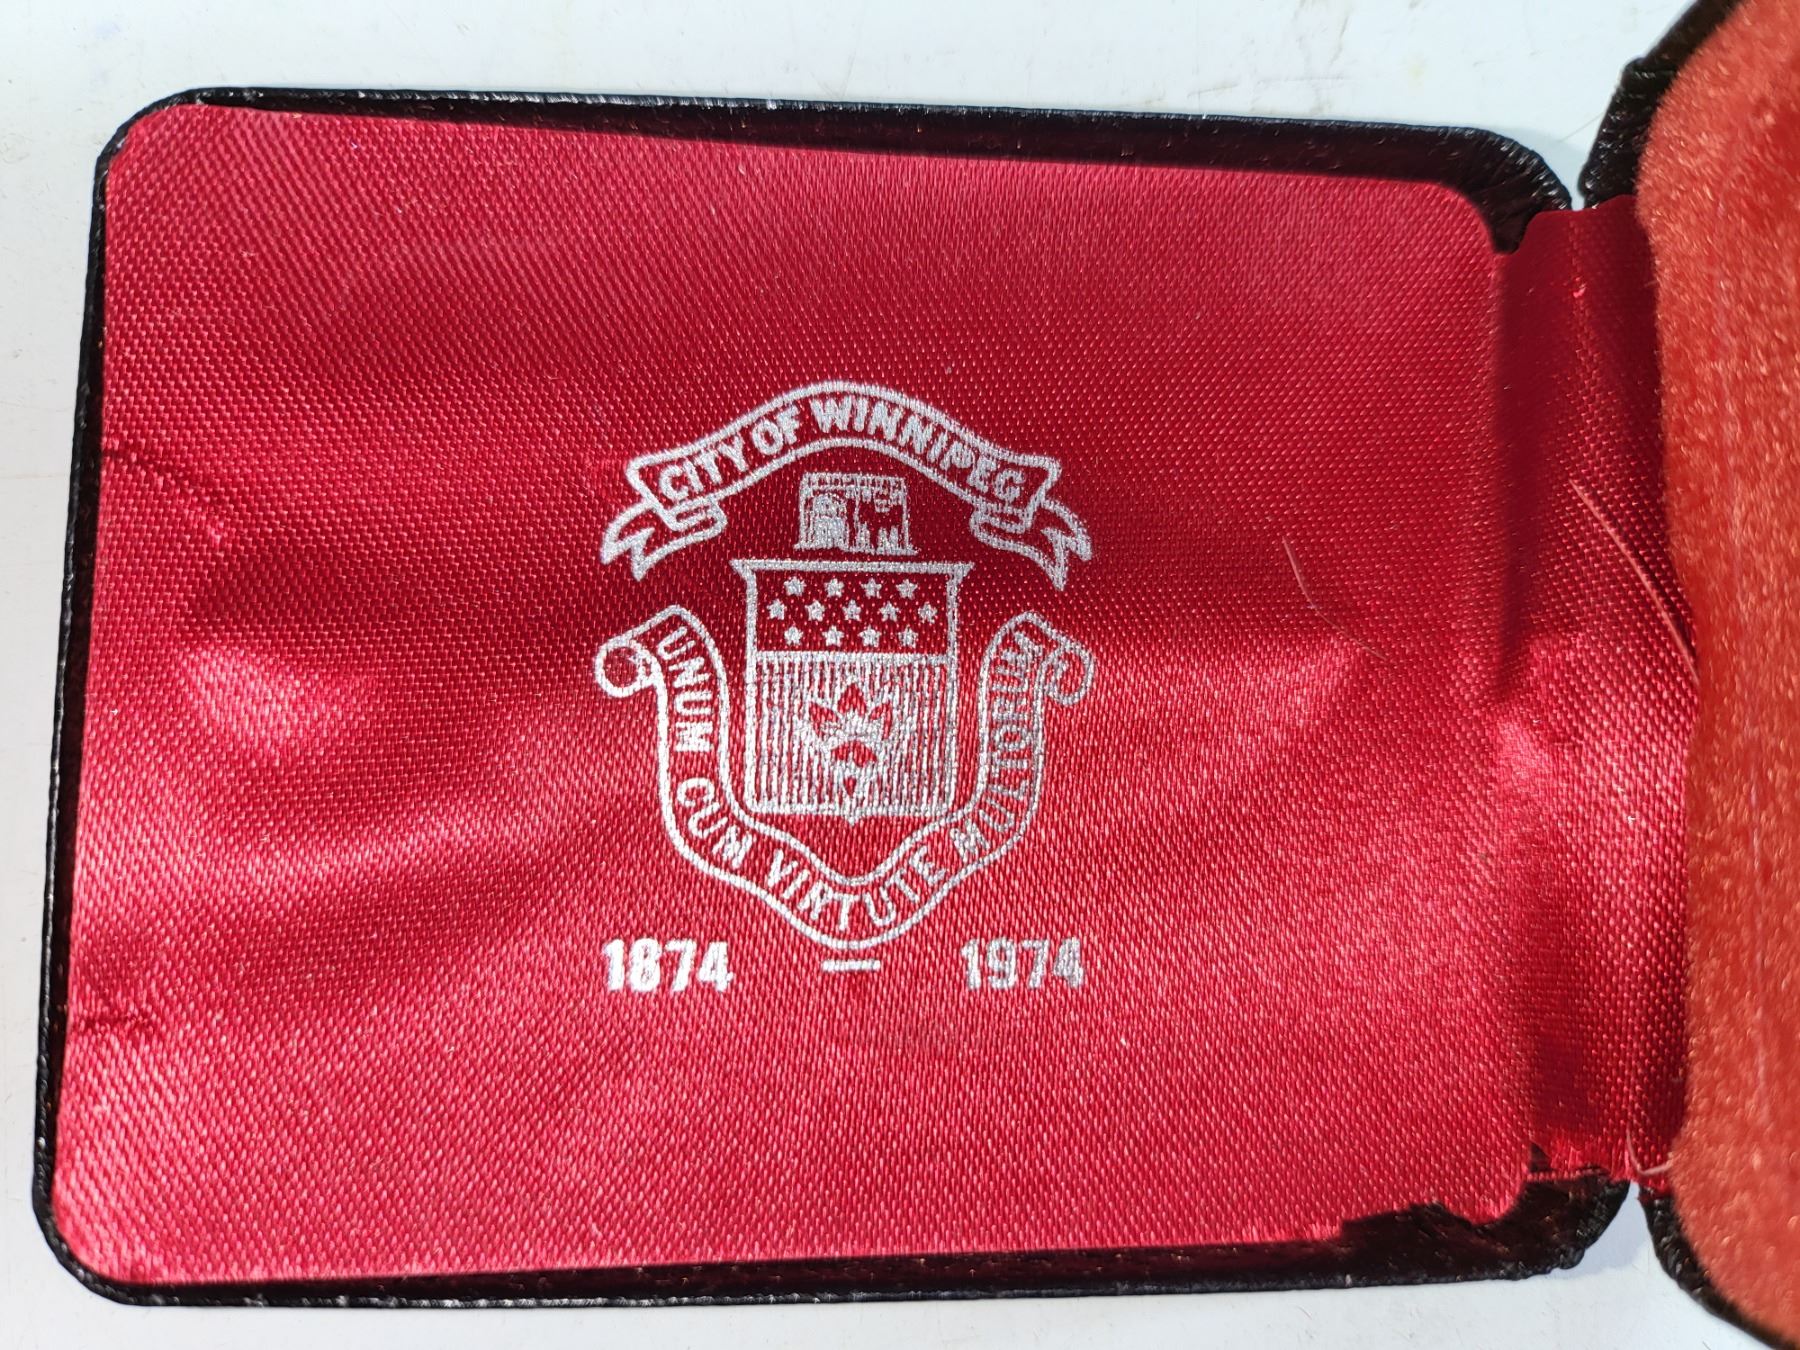 CITY OF WINNIPEG
UNUM CUM VIRTUTE MULTORUM
1874 — 1974